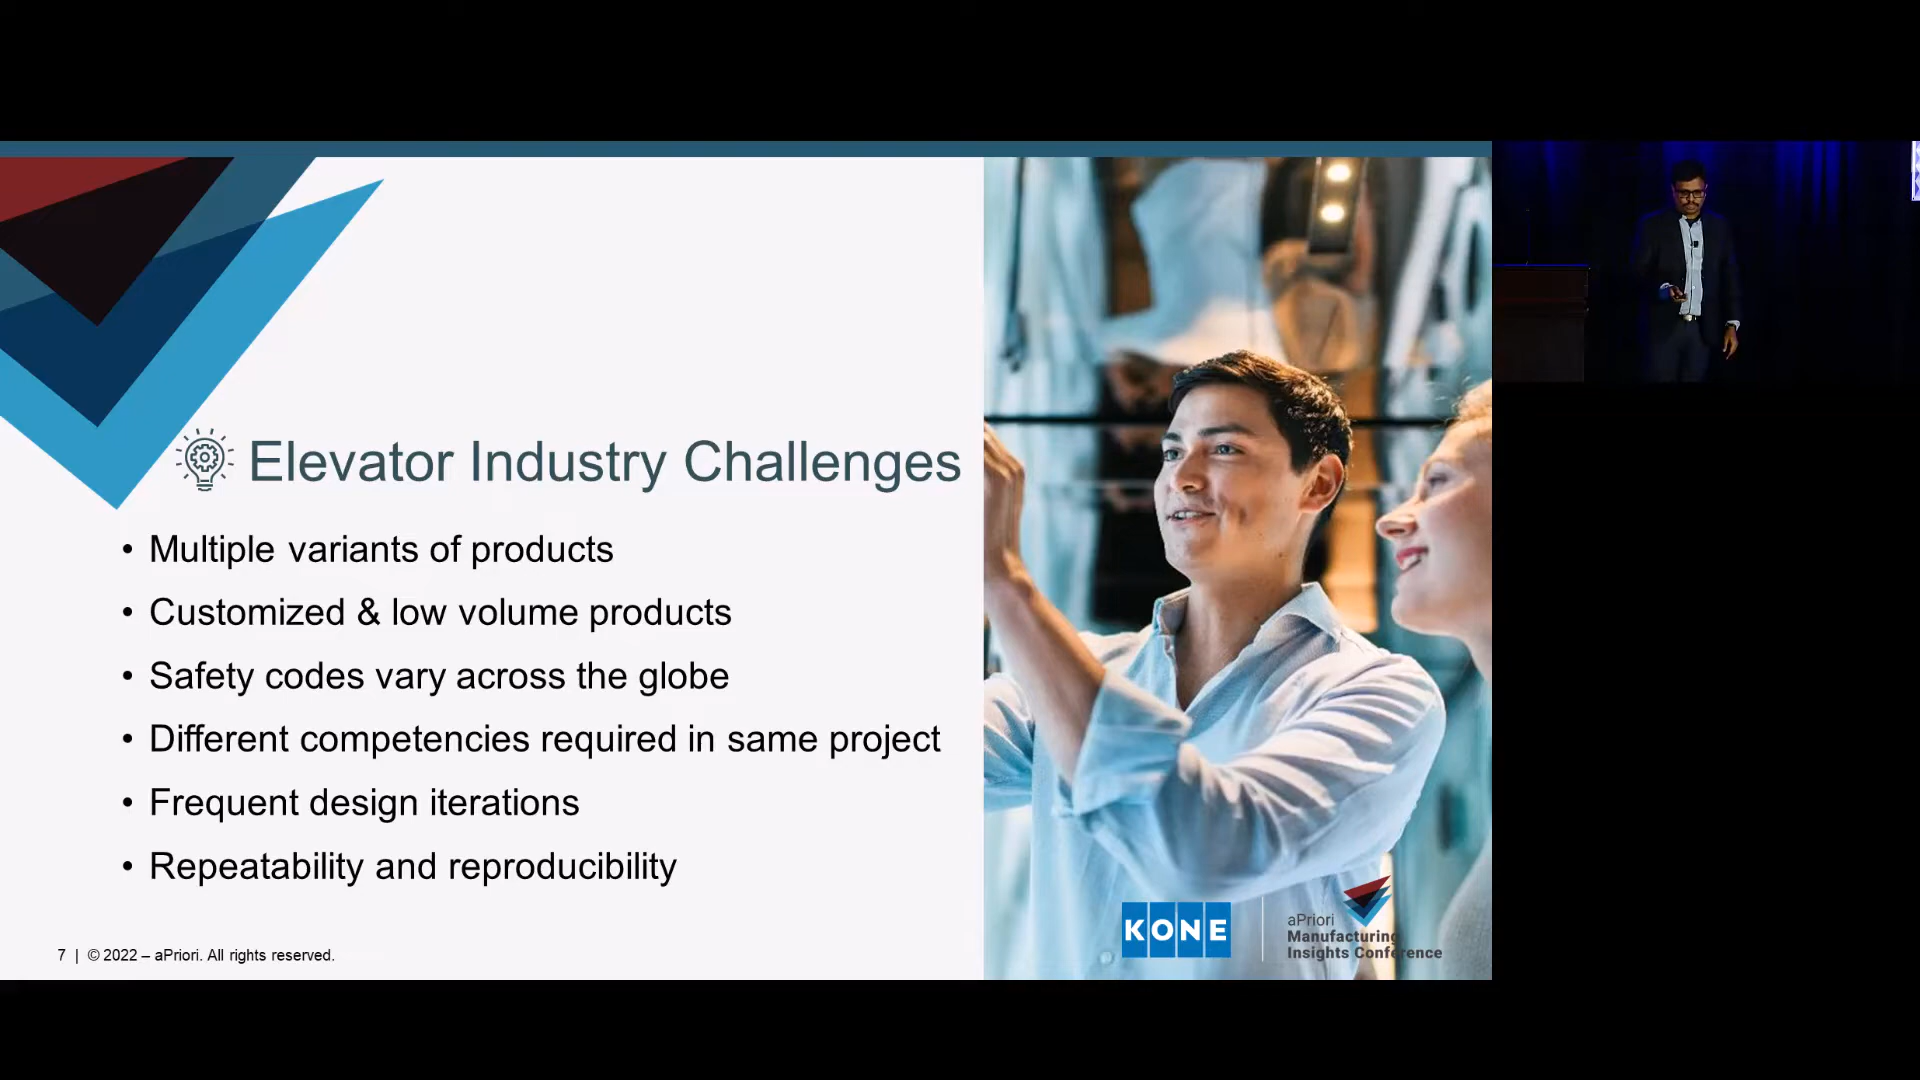 Elevator Industry Challenges
• Multiple variants of products
• Customized & low volume products
• Safety codes vary across the globe
• Different competencies required in same project
• Frequent design iterations
• Repeatability and reproducibility
7 | © 2022 – aPriori. All rights reserved.
KONE
aPriori
Manufacturing
Insights Conference